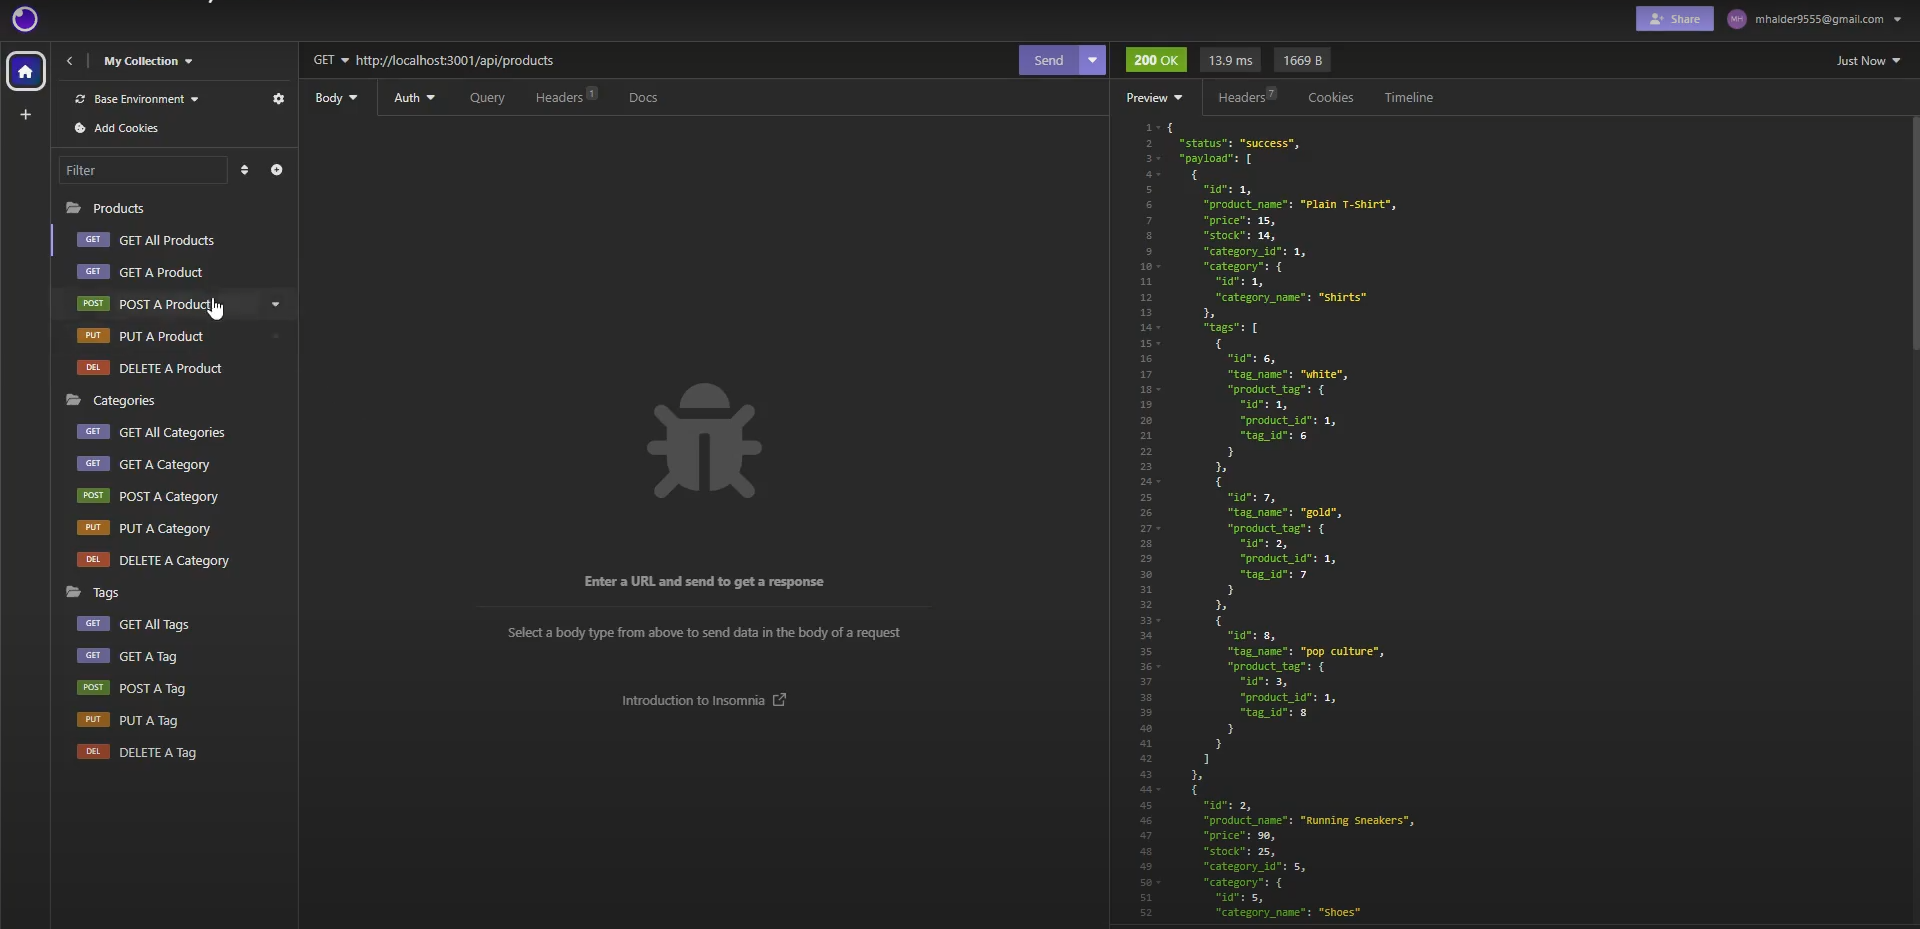 Share
MH
mhalder9555@gmail.com
My Collection
Base Environment
Add Cookies
Filter
Products
GET GET All Products
GET GET A Product
POST POST A Product
PUT PUT A Product
DEL DELETE A Product
Categories
GET GET All Categories
GET GET A Category
POST POST A Category
PUT PUT A Category
DEL DELETE A Category
Tags
GET GET All Tags
GET GET A Tag
POST POST A Tag
PUT PUT A Tag
DEL DELETE A Tag
GET http://localhost:3001/api/products Send
Body Auth Query Headers 1 Docs
Enter a URL and send to get a response
Select a body type from above to send data in the body of a request
Introduction to Insomnia
200 OK 13.9 ms 1669 B Just Now
Preview Headers 7 Cookies Timeline
1 {
2 "status": "success",
3 "payload": [
4 {
5 "id": 1,
6 "product_name": "Plain T-Shirt",
7 "price": 15,
8 "stock": 14,
9 "category_id": 1,
10 "category": {
11 "id": 1,
12 "category_name": "Shirts"
13 },
14 "tags": [
15 {
16 "id": 6,
17 "tag_name": "white",
18 "product_tag": {
19 "id": 1,
20 "product_id": 1,
21 "tag_id": 6
22 }
23 },
24 {
25 "id": 7,
26 "tag_name": "gold",
27 "product_tag": {
28 "id": 2,
29 "product_id": 1,
30 "tag_id": 7
31 }
32 },
33 {
34 "id": 8,
35 "tag_name": "pop culture",
36 "product_tag": {
37 "id": 3,
38 "product_id": 1,
39 "tag_id": 8
40 }
41 }
42 ]
43 },
44 {
45 "id": 2,
46 "product_name": "Running Sneakers",
47 "price": 90,
48 "stock": 25,
49 "category_id": 5,
50 "category": {
51 "id": 5,
52 "category_name": "Shoes"